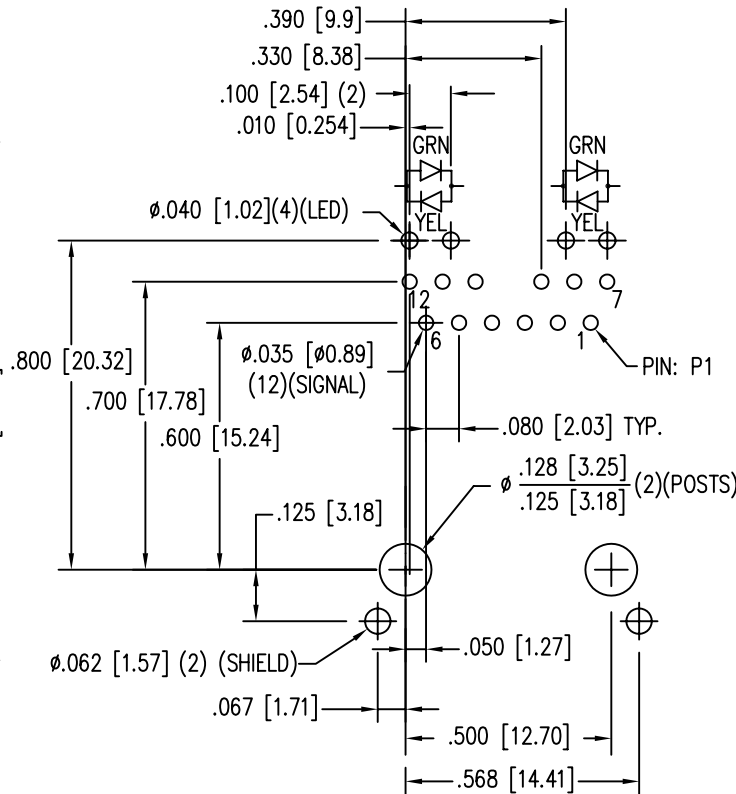 .390 [9.9]
.330 [8.38]
.100 [2.54] (2)
.010 [0.254]
GRN GRN
ø.040 [1.02](4)(LED)
YEL YEL
12 7
6 1
.800 [20.32]
ø.035 [ø0.89]
(12)(SIGNAL)
PIN: P1
.700 [17.78]
.600 [15.24]
.080 [2.03] TYP.
ø .128 [3.25]
.125 [3.18] (2)(POSTS)
.125 [3.18]
.050 [1.27]
ø.062 [1.57] (2) (SHIELD)
.067 [1.71]
.500 [12.70]
.568 [14.41]